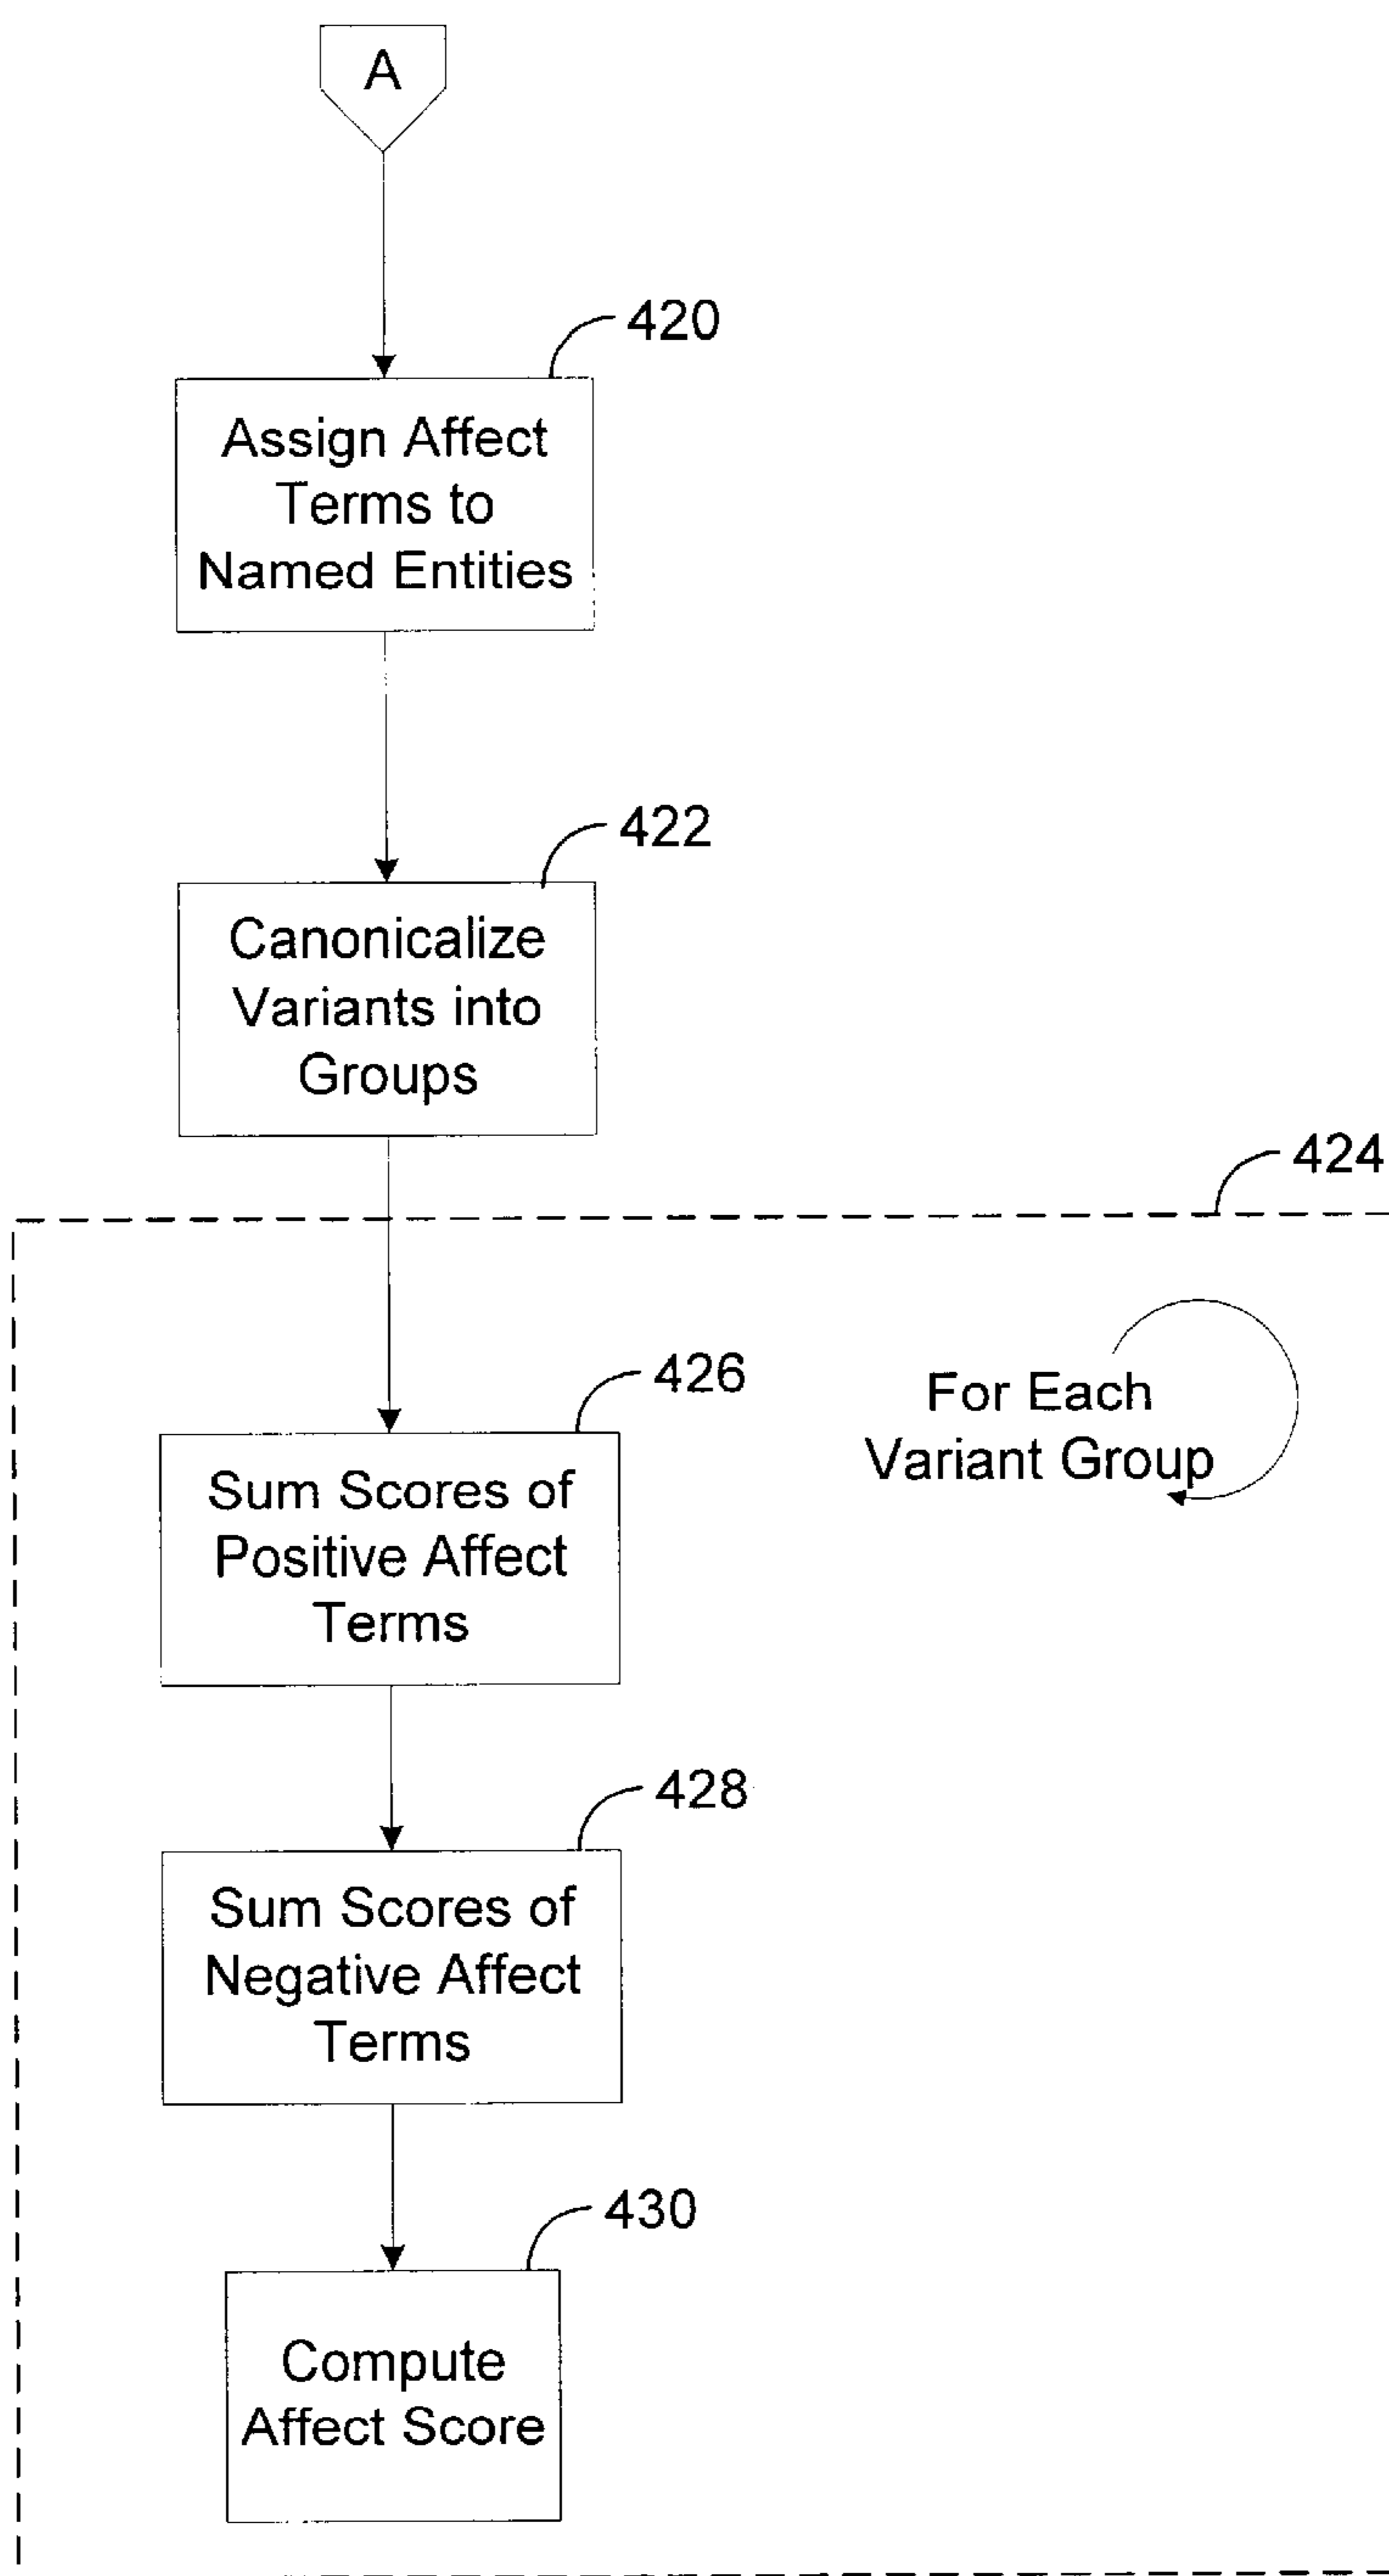 A
420
Assign Affect
Terms to
Named Entities
422
Canonicalize
Variants into
Groups
424
426
For Each
Variant Group
Sum Scores of
Positive Affect
Terms
428
Sum Scores of
Negative Affect
Terms
430
Compute
Affect Score